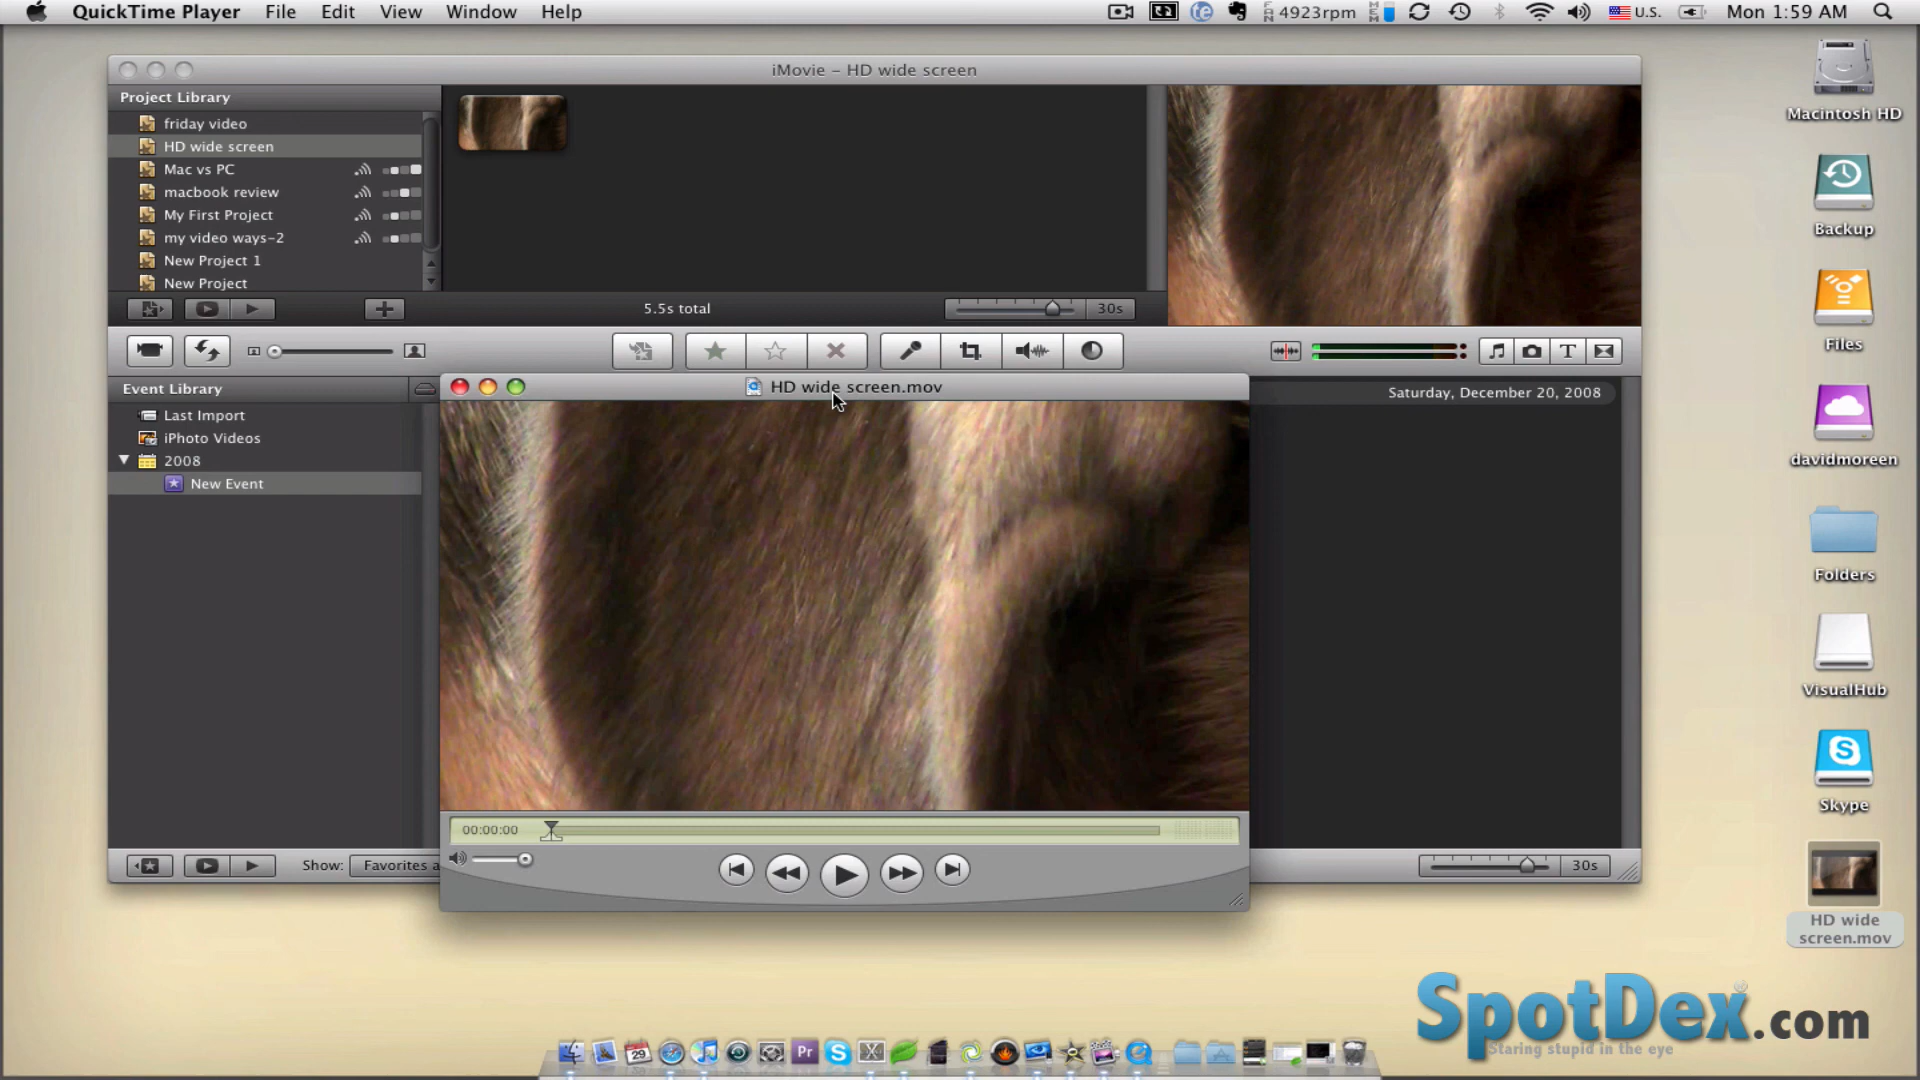 QuickTime Player File Edit View Window Help
FAN 4923rpm MEM U.S. Mon 1:59 AM
iMovie – HD wide screen
Project Library
friday video
HD wide screen
Mac vs PC
macbook review
My First Project
my video ways-2
New Project 1
New Project
5.5s total
30s
Event Library
Last Import
iPhoto Videos
2008
New Event
HD wide screen.mov
Saturday, December 20, 2008
00:00:00
Show: Favorites a
30s
Macintosh HD
Backup
Files
davidmoreen
Folders
VisualHub
Skype
HD wide
screen.mov
SpotDex.com
Staring stupid in the eye
29
Pr